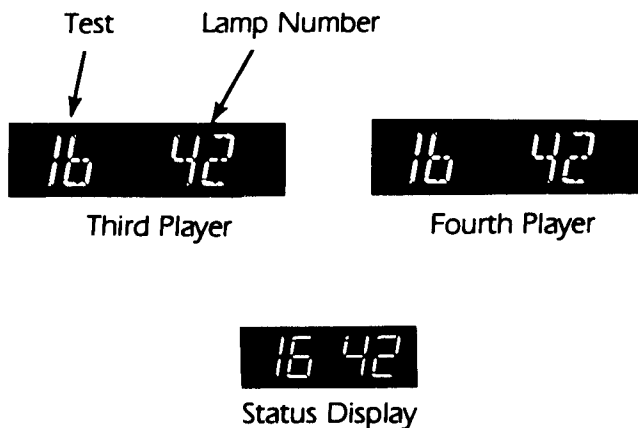 Test Lamp Number
16 42 16 42
Third Player Fourth Player
16 42
Status Display